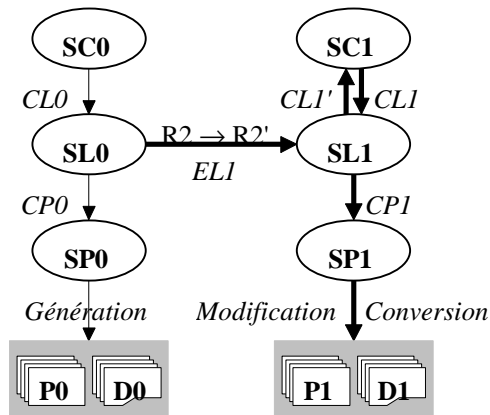 SC0 SC1
CL0 CL1' CL1
R2 → R2'
SL0 SL1
EL1
CP0 CP1
SP0 SP1
Génération Modification Conversion
P0 D0 P1 D1